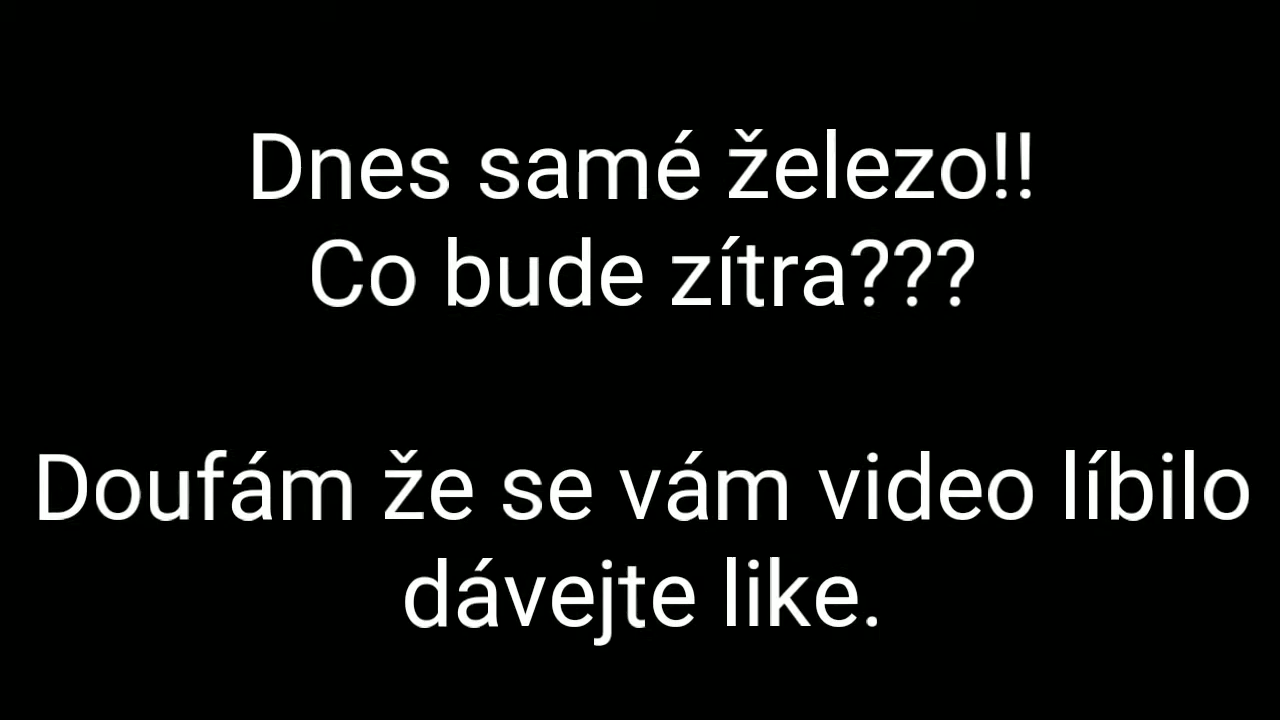 Dnes samé železo!!
Co bude zítra???
Doufám že se vám video líbilo
dávejte like.